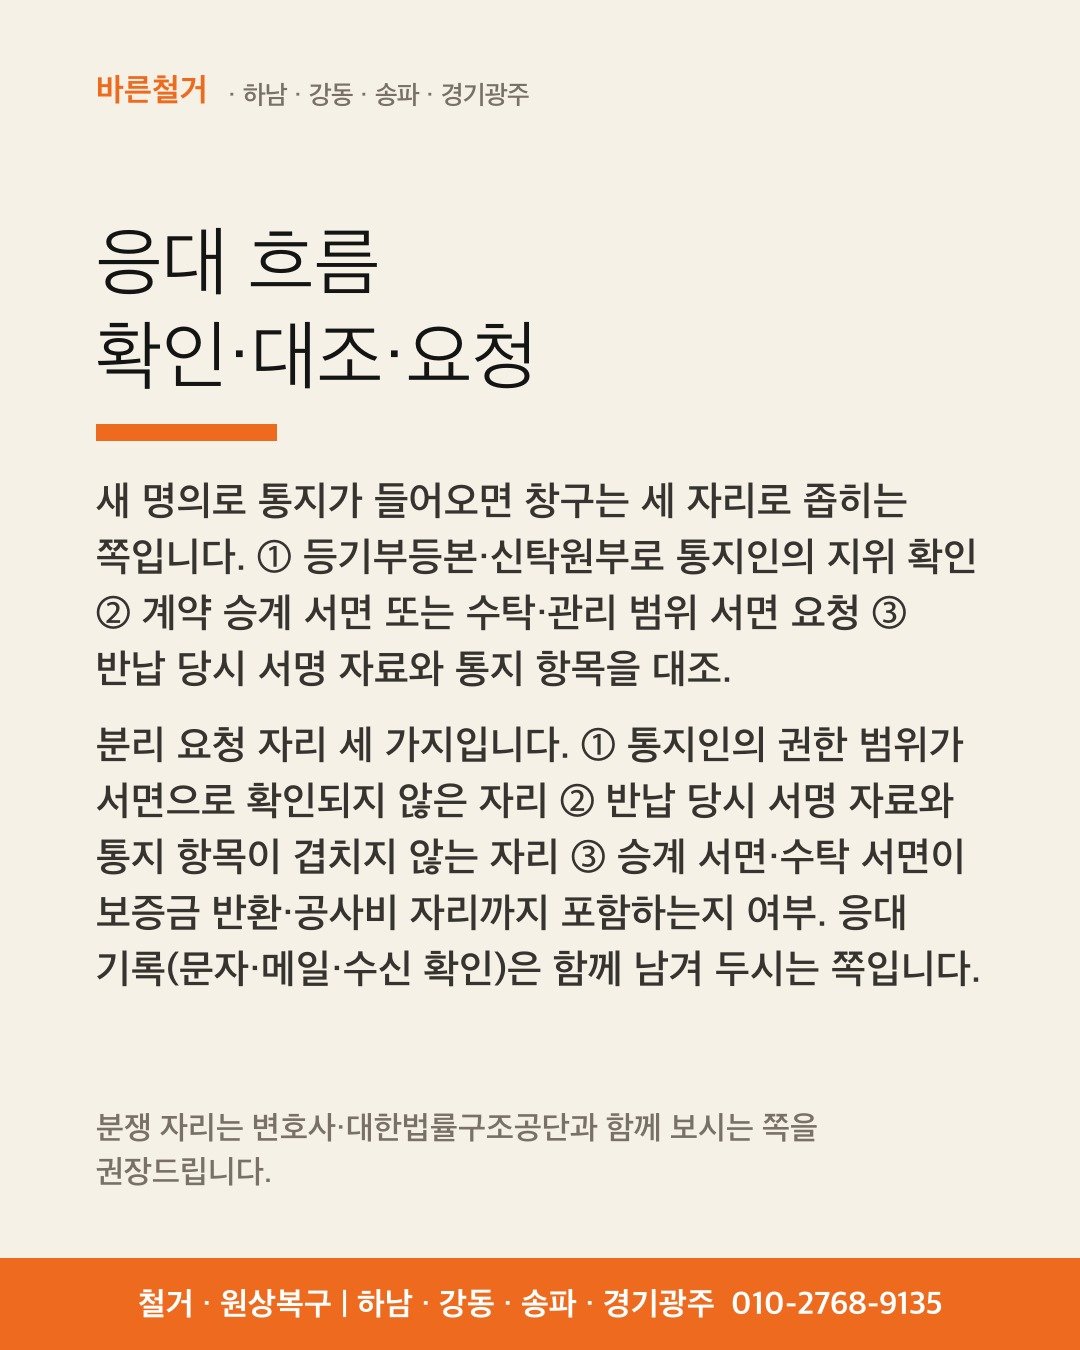 바른철거 · 하남 · 강동 · 송파 · 경기광주
응대 흐름
확인·대조·요청
새 명의로 통지가 들어오면 창구는 세 자리로 좁히는
쪽입니다. ① 등기부등본·신탁원부로 통지인의 지위 확인
② 계약 승계 서면 또는 수탁·관리 범위 서면 요청 ③
반납 당시 서명 자료와 통지 항목을 대조.
분리 요청 자리 세 가지입니다. ① 통지인의 권한 범위가
서면으로 확인되지 않은 자리 ② 반납 당시 서명 자료와
통지 항목이 겹치지 않는 자리 ③ 승계 서면·수탁 서면이
보증금 반환·공사비 자리까지 포함하는지 여부. 응대
기록(문자·메일·수신 확인)은 함께 남겨 두시는 쪽입니다.
분쟁 자리는 변호사·대한법률구조공단과 함께 보시는 쪽을
권장드립니다.
철거 · 원상복구 | 하남 · 강동 · 송파 · 경기광주 010-2768-9135